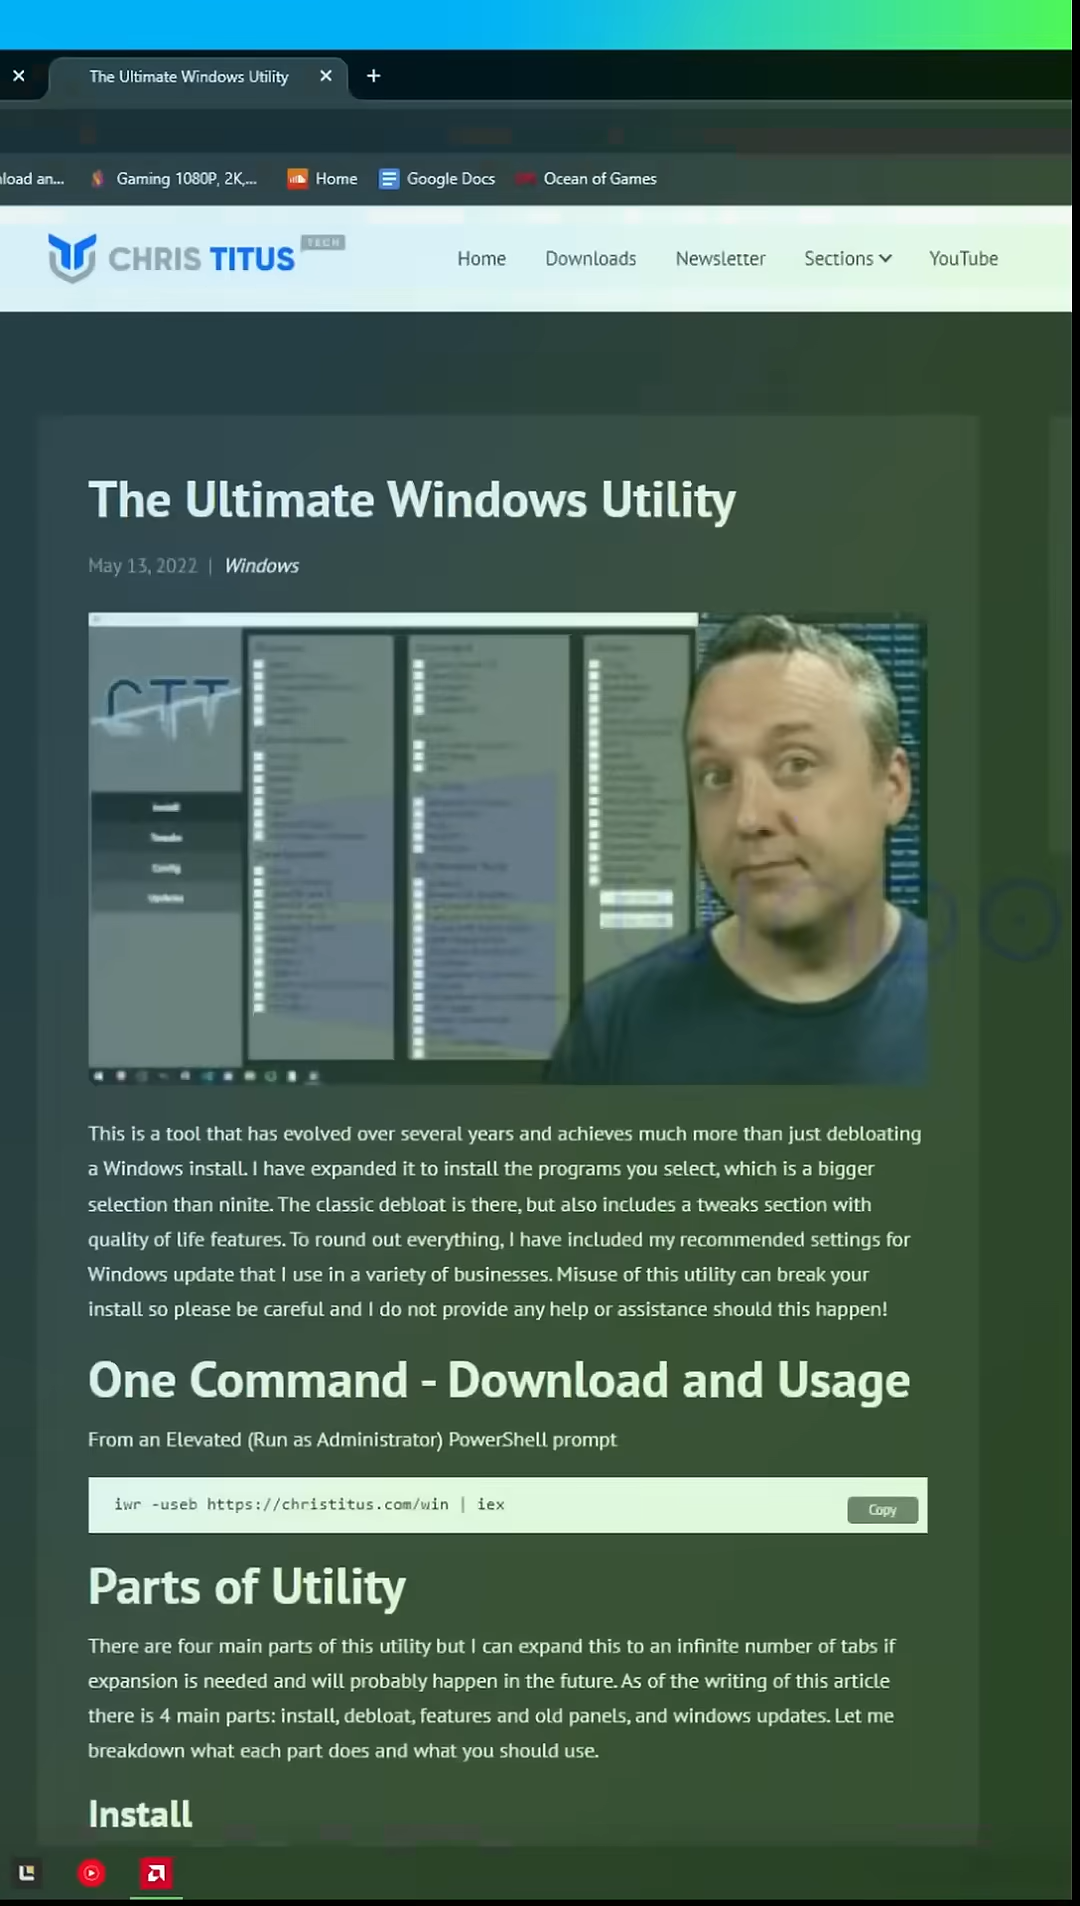 The Ultimate Windows Utility
load an...
Gaming 1080P, 2K,...
Home
Google Docs
Ocean of Games
CHRIS TITUS TECH
Home
Downloads
Newsletter
Sections
YouTube
The Ultimate Windows Utility
May 13, 2022 | Windows
CTT
Install
Tweaks
Config
Updates
This is a tool that has evolved over several years and achieves much more than just debloating
a Windows install. I have expanded it to install the programs you select, which is a bigger
selection than ninite. The classic debloat is there, but also includes a tweaks section with
quality of life features. To round out everything, I have included my recommended settings for
Windows update that I use in a variety of businesses. Misuse of this utility can break your
install so please be careful and I do not provide any help or assistance should this happen!
One Command - Download and Usage
From an Elevated (Run as Administrator) PowerShell prompt
iwr -useb https://christitus.com/win | iex
Copy
Parts of Utility
There are four main parts of this utility but I can expand this to an infinite number of tabs if
expansion is needed and will probably happen in the future. As of the writing of this article
there is 4 main parts: install, debloat, features and old panels, and windows updates. Let me
breakdown what each part does and what you should use.
Install